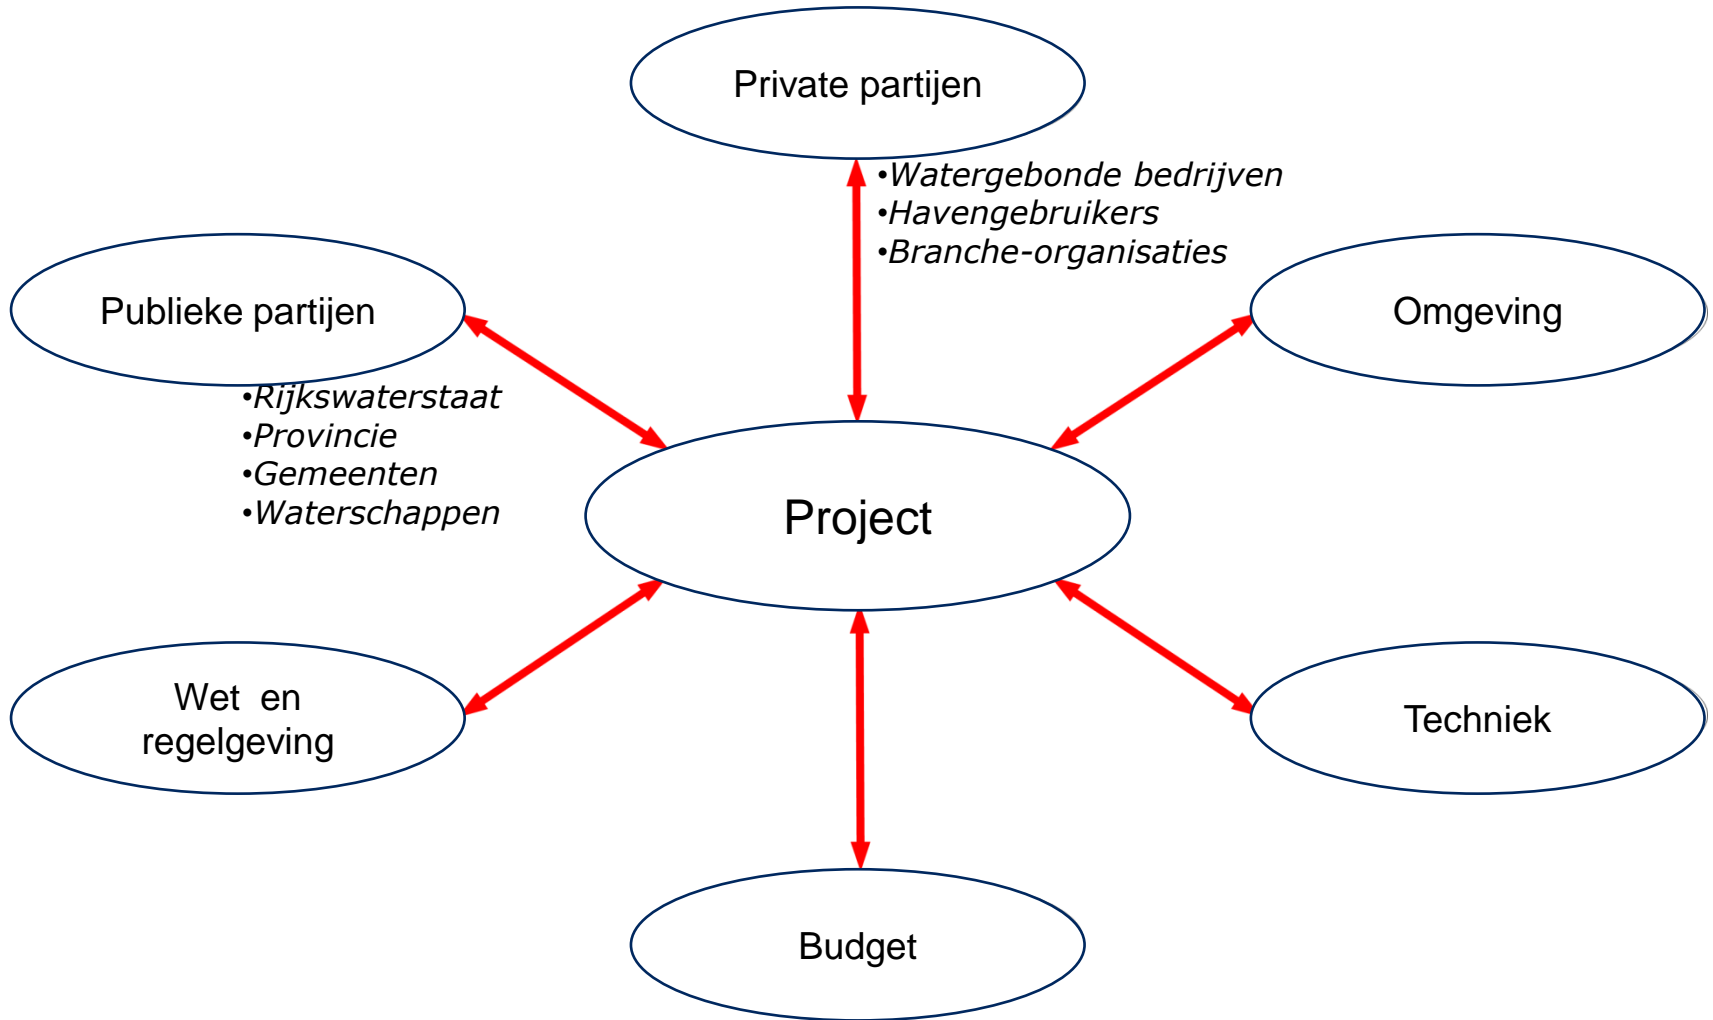 Private partijen
•Watergebonde bedrijven
•Havengebruikers
•Branche-organisaties
Publieke partijen
•Rijkswaterstaat
•Provincie
•Gemeenten
•Waterschappen
Omgeving
Project
Wet  en
regelgeving
Techniek
Budget